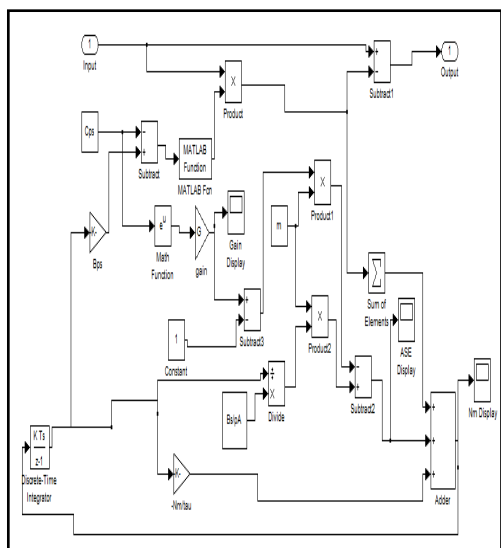 1
Input
1
Output
+
-
Subtract1
X
Product
Cps
-
+
Subtract
MATLAB
Function
MATLAB Fcn
X
Product1
-K-
Bps
e^u
Math
Function
G
gain
Gain
Display
m
Σ
Sum of
Elements
ASE
Display
+
-
Subtract3
X
Product2
1
Constant
÷
X
Divide
-
+
Subtract2
Nm Display
Bs/pA
+
+
+
Adder
K Ts
z-1
Discrete-Time
Integrator
-K-
-Nm/tau